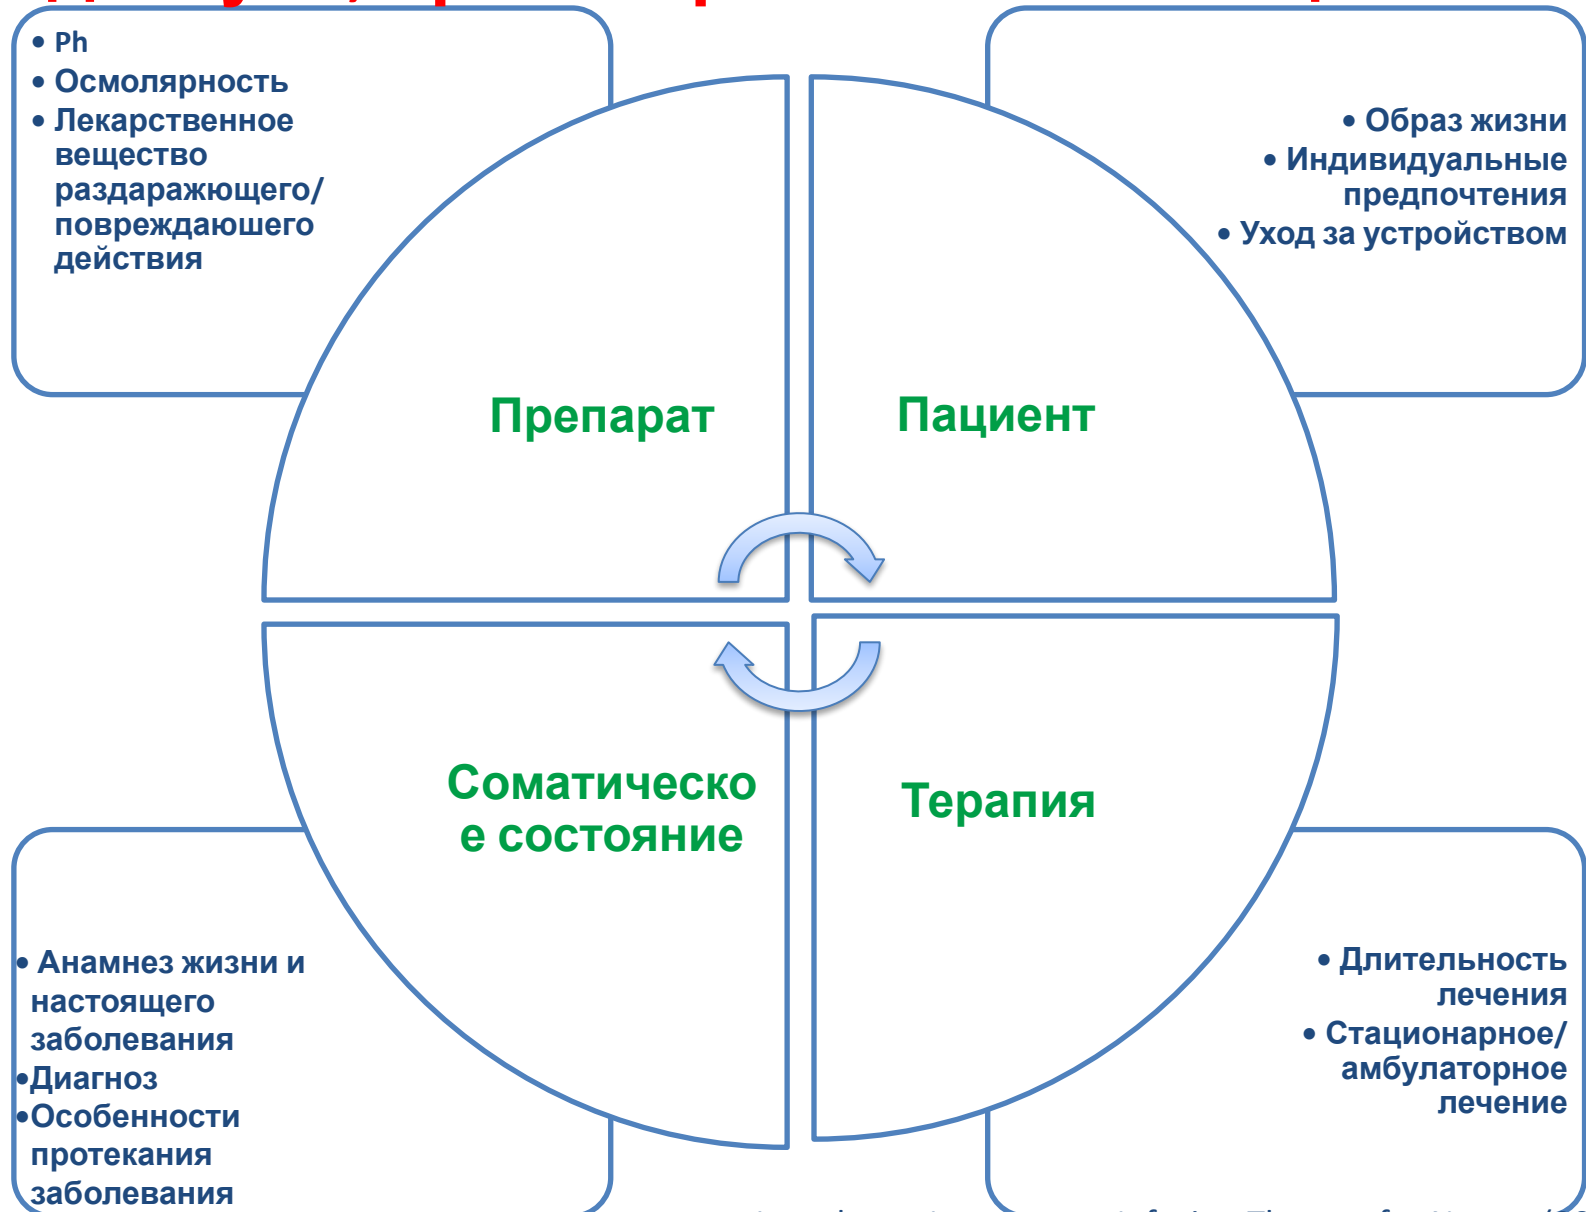 • Ph
• Осмолярность
• Лекарственное
вещество
раздаражющего/
повреждаюшего
действия
• Образ жизни
• Индивидуальные
предпочтения
• Уход за устройством
Препарат
Пациент
Соматическо
е состояние
Терапия
• Анамнез жизни и
настоящего
заболевания
•Диагноз
•Особенности
протекания
заболевания
• Длительность
лечения
• Стационарное/
амбулаторное
лечение